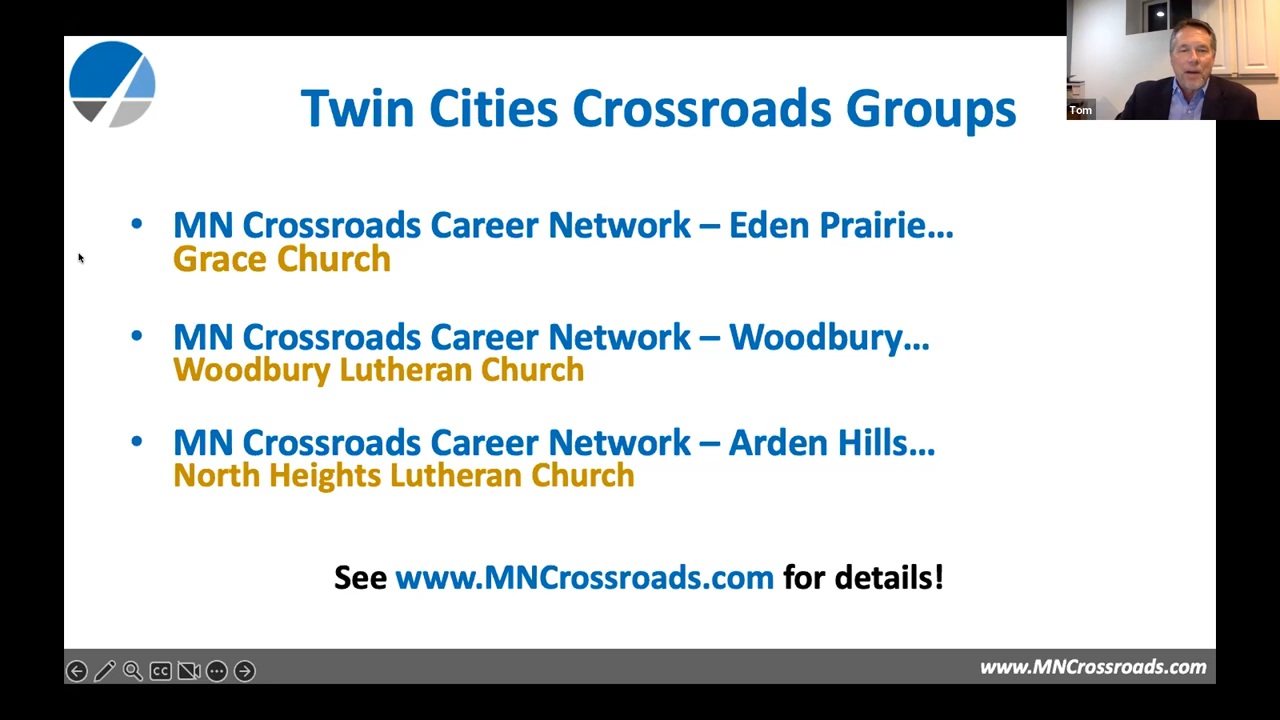 Twin Cities Crossroads Groups
Tom
• MN Crossroads Career Network – Eden Prairie…
Grace Church
• MN Crossroads Career Network – Woodbury…
Woodbury Lutheran Church
• MN Crossroads Career Network – Arden Hills…
North Heights Lutheran Church
See www.MNCrossroads.com for details!
CC
www.MNCrossroads.com